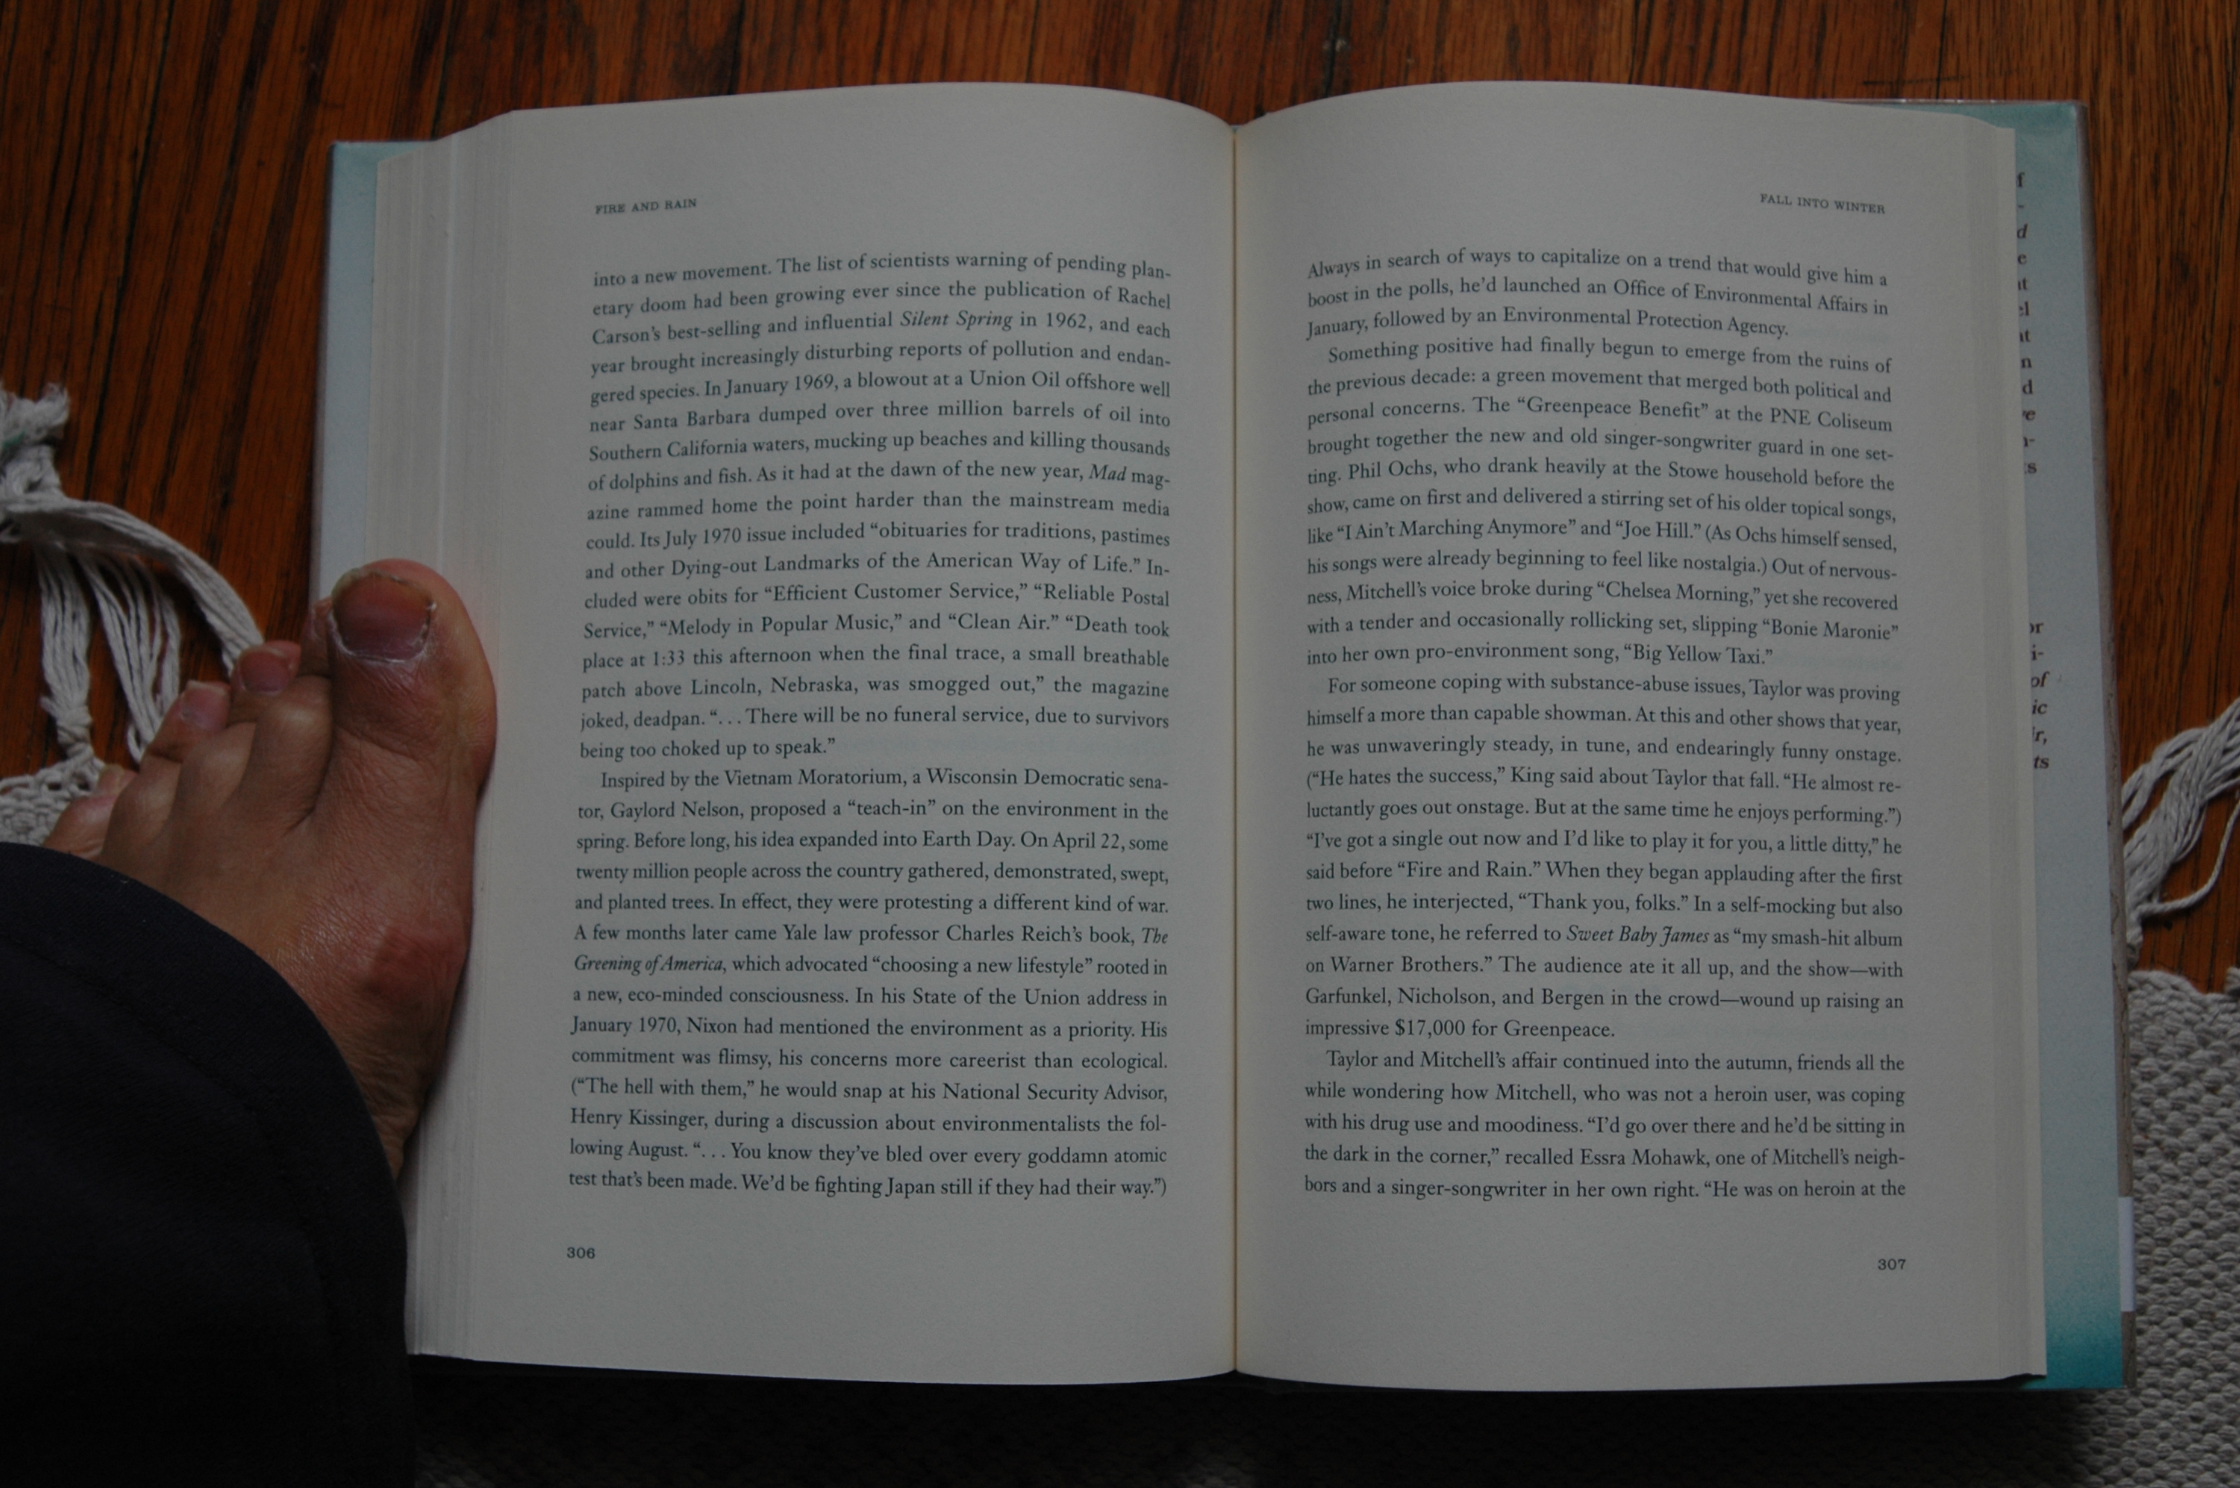 FIRE AND RAIN
into a new movement. The list of scientists warning of pending plan-
etary doom had been growing ever since the publication of Rachel
Carson's best-selling and influential Silent Spring in 1962, and each
year brought increasingly disturbing reports of pollution and endan-
gered species. In January 1969, a blowout at a Union Oil offshore well
near Santa Barbara dumped over three million barrels of oil into
Southern California waters, mucking up beaches and killing thousands
of dolphins and fish. As it had at the dawn of the new year, Mad mag-
azine rammed home the point harder than the mainstream media
could. Its July 1970 issue included “obituaries for traditions, pastimes
and other Dying-out Landmarks of the American Way of Life.” In-
cluded were obits for “Efficient Customer Service,” “Reliable Postal
Service,” “Melody in Popular Music,” and “Clean Air.” “Death took
place at 1:33 this afternoon when the final trace, a small breathable
patch above Lincoln, Nebraska, was smogged out,” the magazine
joked, deadpan. “. . . There will be no funeral service, due to survivors
being too choked up to speak.”
Inspired by the Vietnam Moratorium, a Wisconsin Democratic sena-
tor, Gaylord Nelson, proposed a “teach-in” on the environment in the
spring. Before long, his idea expanded into Earth Day. On April 22, some
twenty million people across the country gathered, demonstrated, swept,
and planted trees. In effect, they were protesting a different kind of war.
A few months later came Yale law professor Charles Reich's book, The
Greening of America, which advocated “choosing a new lifestyle” rooted in
a new, eco-minded consciousness. In his State of the Union address in
January 1970, Nixon had mentioned the environment as a priority. His
commitment was flimsy, his concerns more careerist than ecological.
(“The hell with them,” he would snap at his National Security Advisor,
Henry Kissinger, during a discussion about environmentalists the fol-
lowing August. “. . . You know they've bled over every goddamn atomic
test that's been made. We'd be fighting Japan still if they had their way.”)
306
FALL INTO WINTER
Always in search of ways to capitalize on a trend that would give him a
boost in the polls, he'd launched an Office of Environmental Affairs in
January, followed by an Environmental Protection Agency.
Something positive had finally begun to emerge from the ruins of
the previous decade: a green movement that merged both political and
personal concerns. The “Greenpeace Benefit” at the PNE Coliseum
brought together the new and old singer-songwriter guard in one set-
ting. Phil Ochs, who drank heavily at the Stowe household before the
show, came on first and delivered a stirring set of his older topical songs,
like “I Ain't Marching Anymore” and “Joe Hill.” (As Ochs himself sensed,
his songs were already beginning to feel like nostalgia.) Out of nervous-
ness, Mitchell's voice broke during “Chelsea Morning,” yet she recovered
with a tender and occasionally rollicking set, slipping “Bonie Maronie”
into her own pro-environment song, “Big Yellow Taxi.”
For someone coping with substance-abuse issues, Taylor was proving
himself a more than capable showman. At this and other shows that year,
he was unwaveringly steady, in tune, and endearingly funny onstage.
(“He hates the success,” King said about Taylor that fall. “He almost re-
luctantly goes out onstage. But at the same time he enjoys performing.”)
“I've got a single out now and I'd like to play it for you, a little ditty,” he
said before “Fire and Rain.” When they began applauding after the first
two lines, he interjected, “Thank you, folks.” In a self-mocking but also
self-aware tone, he referred to Sweet Baby James as “my smash-hit album
on Warner Brothers.” The audience ate it all up, and the show—with
Garfunkel, Nicholson, and Bergen in the crowd—wound up raising an
impressive $17,000 for Greenpeace.
Taylor and Mitchell's affair continued into the autumn, friends all the
while wondering how Mitchell, who was not a heroin user, was coping
with his drug use and moodiness. “I'd go over there and he'd be sitting in
the dark in the corner,” recalled Essra Mohawk, one of Mitchell's neigh-
bors and a singer-songwriter in her own right. “He was on heroin at the
307